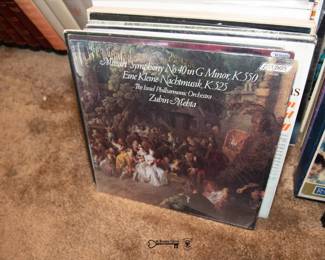 Mozart Symphony No. 40 in G Minor, K. 550
Eine Kleine Nachtmusik, K. 525
The Israel Philharmonic Orchestra
Zubin Mehta